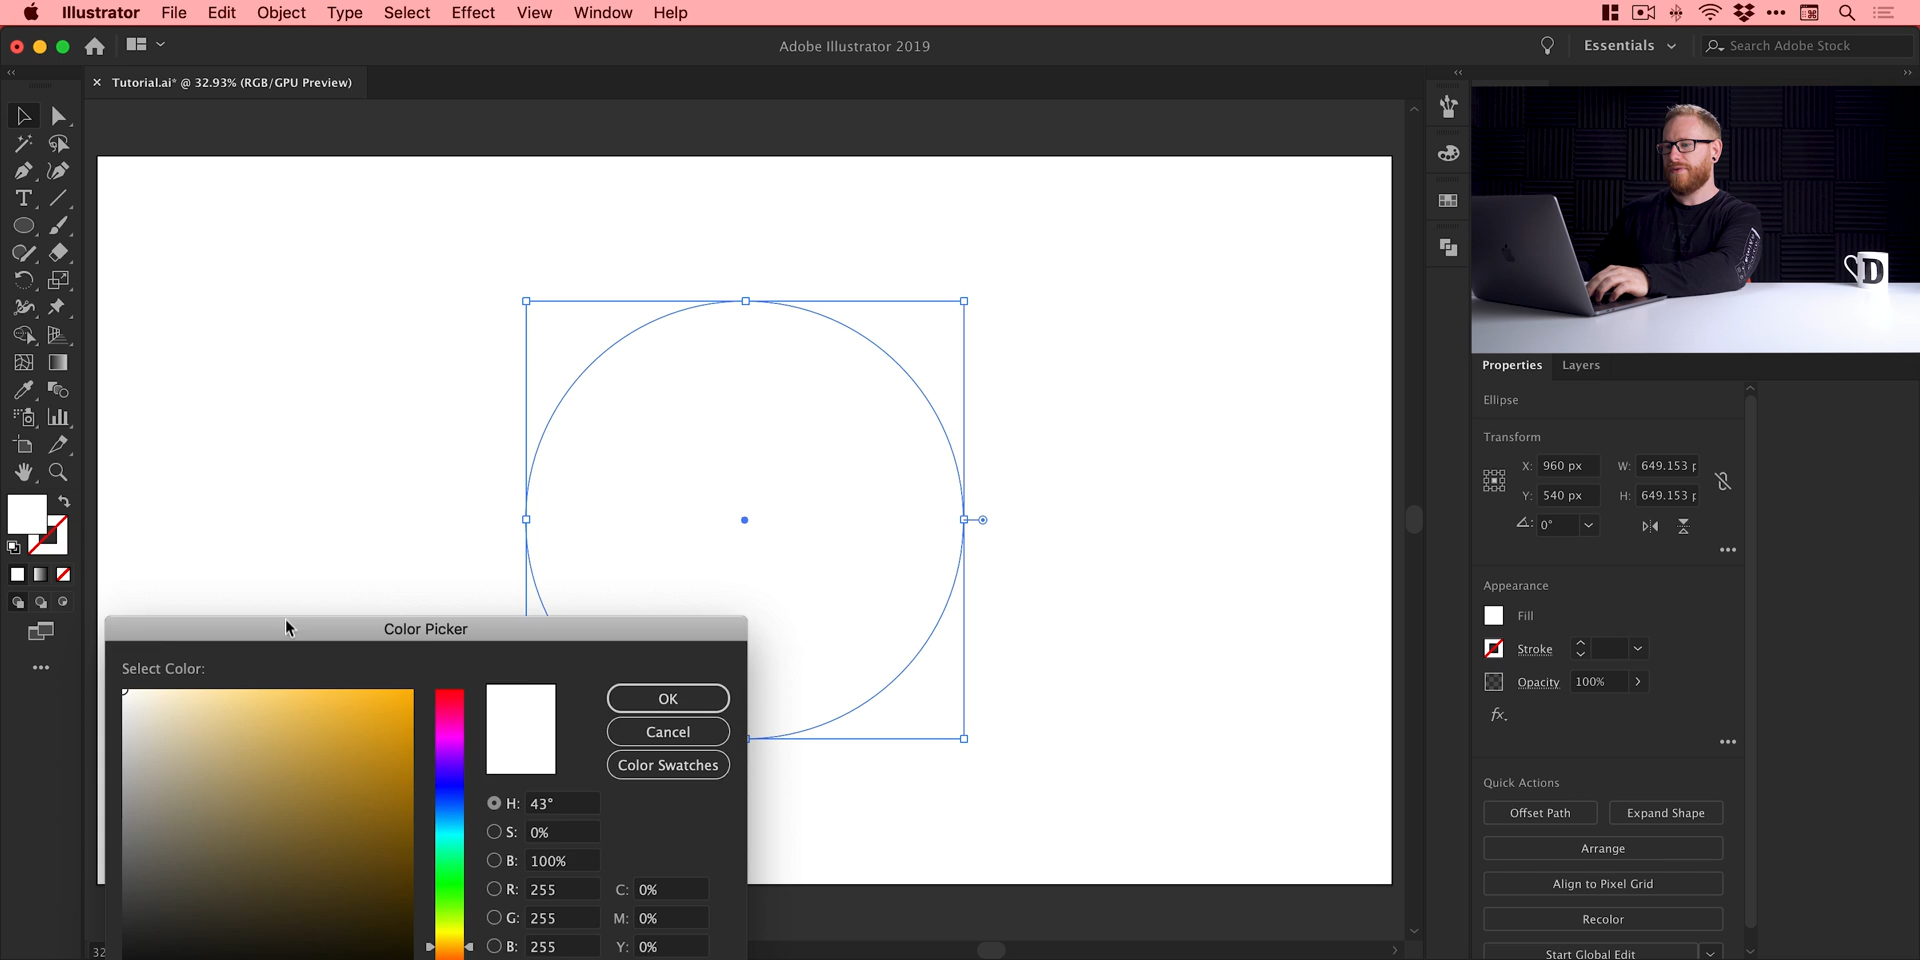 Illustrator File Edit Object Type Select Effect View Window Help
Adobe Illustrator 2019
Essentials
Search Adobe Stock
Tutorial.ai* @ 32.93% (RGB/GPU Preview)
D
Properties Layers
Ellipse
Transform
X: 960 px W: 649.153 p
Y: 540 px H: 649.153 p
0°
Appearance
Fill
Stroke
Opacity 100%
fx.
Quick Actions
Offset Path Expand Shape
Arrange
Align to Pixel Grid
Recolor
Start Global Edit
Color Picker
Select Color:
OK
Cancel
Color Swatches
H: 43°
S: 0%
B: 100%
R: 255 C: 0%
G: 255 M: 0%
B: 255 Y: 0%
32